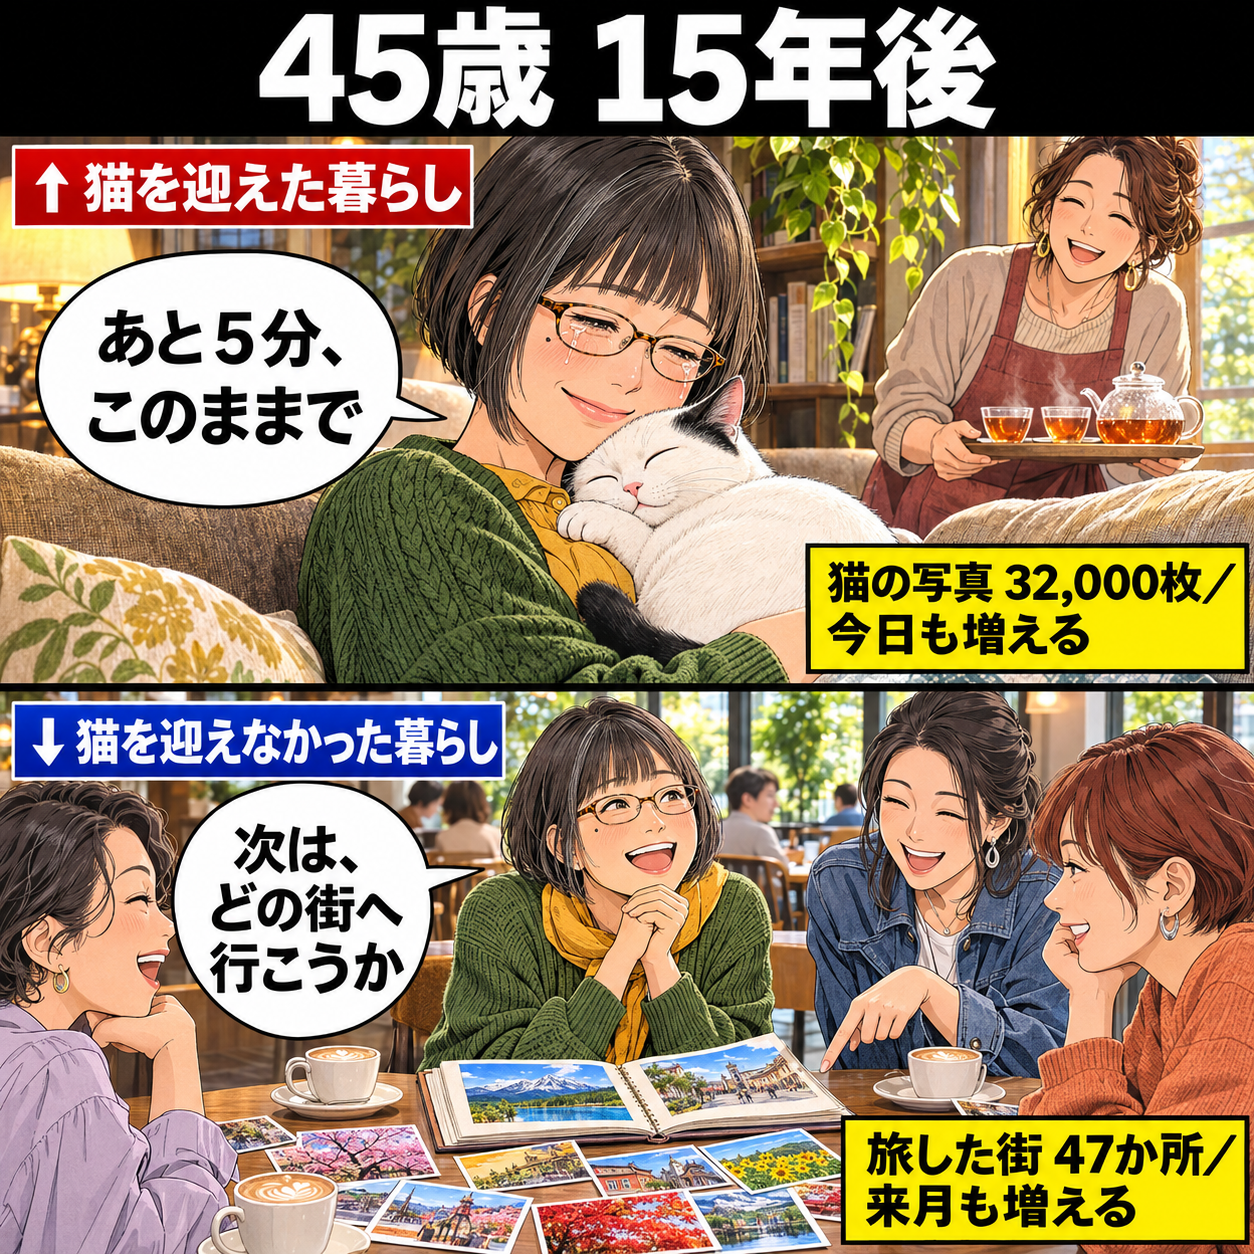 45歳 15年後
↑ 猫を迎えた暮らし
あと5分、
このままで
猫の写真 32,000枚／
今日も増える
↓ 猫を迎えなかった暮らし
次は、
どの街へ
行こうか
旅した街 47か所／
来月も増える